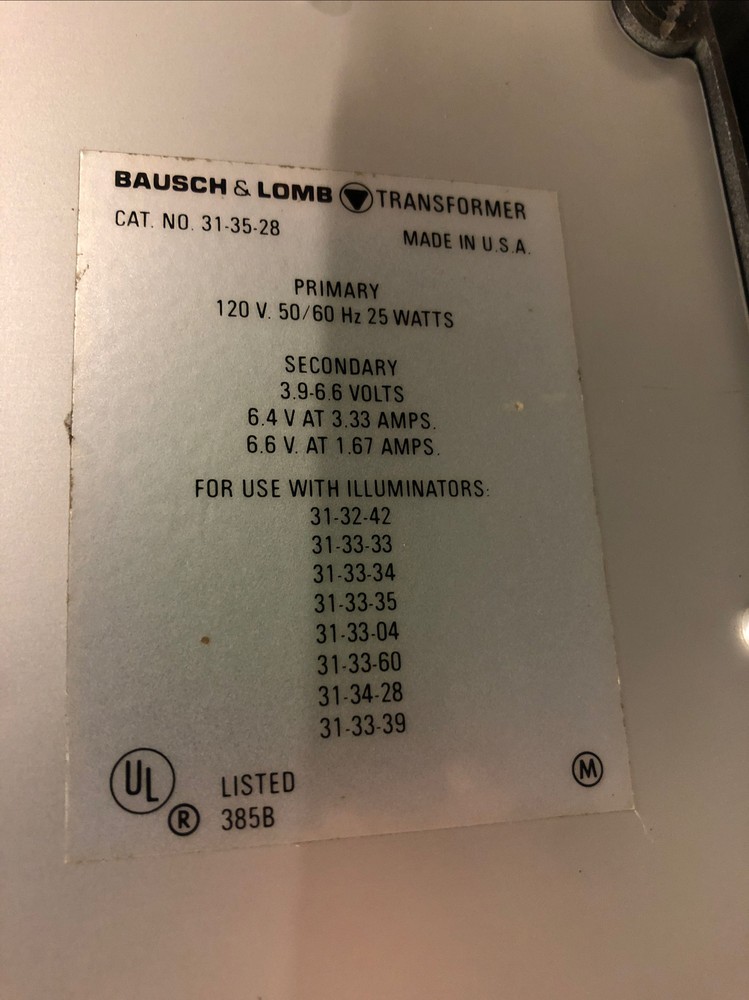 BAUSCH & LOMB TRANSFORMER
CAT. NO. 31-35-28
MADE IN U.S.A.
PRIMARY
120 V. 50/60 Hz 25 WATTS
SECONDARY
3.9-6.6 VOLTS
6.4 V AT 3.33 AMPS.
6.6 V. AT 1.67 AMPS.
FOR USE WITH ILLUMINATORS:
31-32-42
31-33-33
31-33-34
31-33-35
31-33-04
31-33-60
31-34-28
31-33-39
UL ® LISTED
385B
M